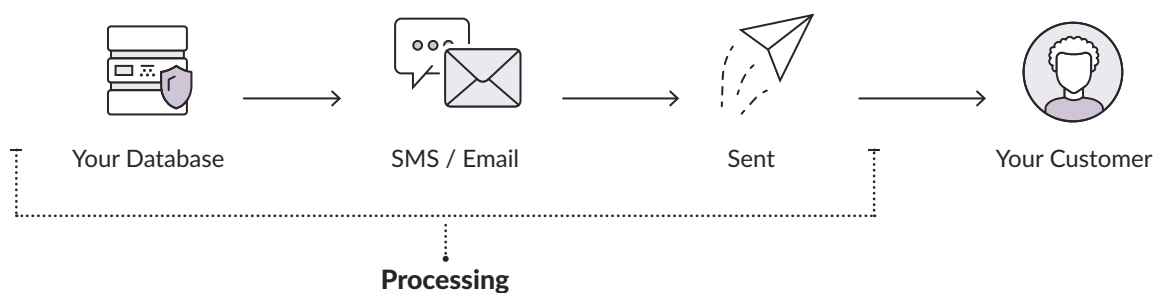 Your Database
SMS / Email
Sent
Your Customer
Processing